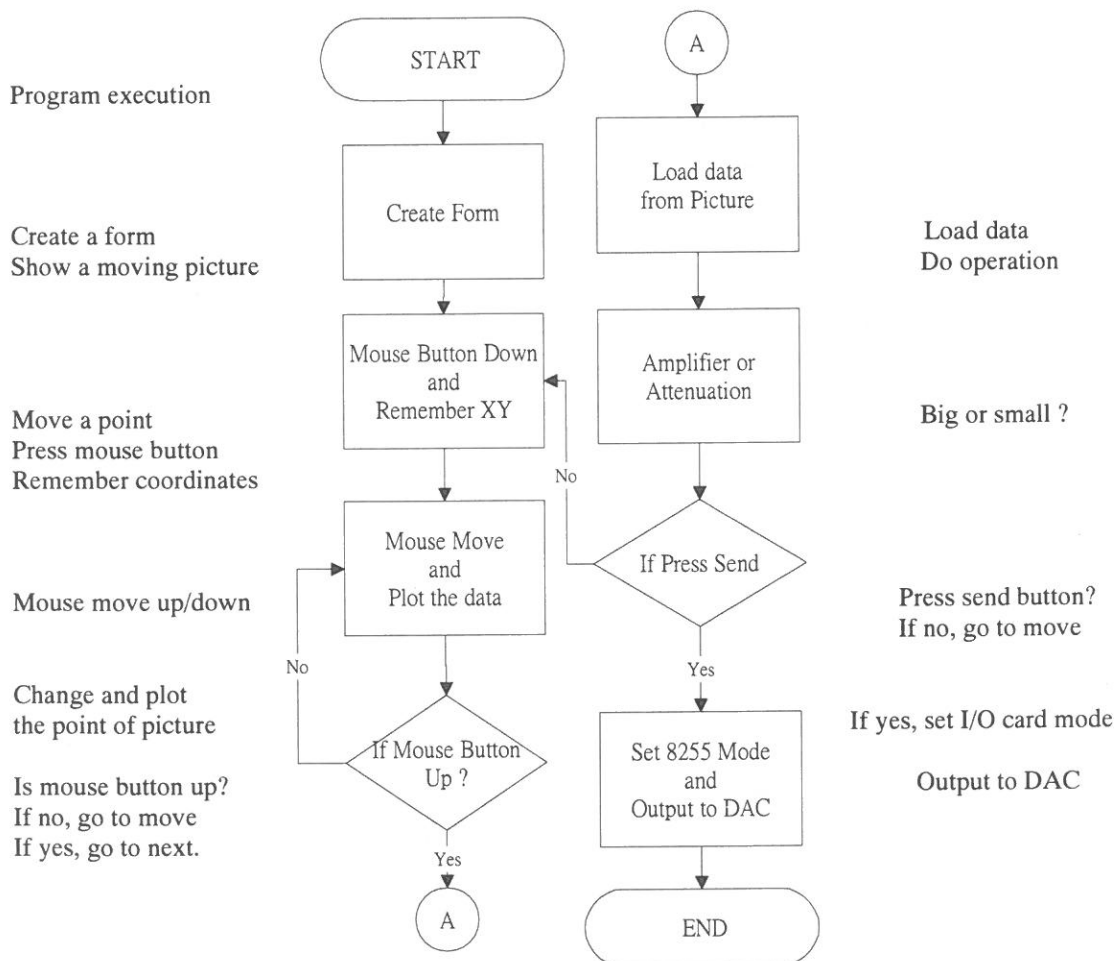 START
Program execution
Create Form
Create a form
Show a moving picture
Mouse Button Down
and
Remember XY
Move a point
Press mouse button
Remember coordinates
Mouse Move
and
Plot the data
Mouse move up/down
No
Change and plot
the point of picture
If Mouse Button
Up ?
Is mouse button up?
If no, go to move
If yes, go to next.
Yes
A
A
Load data
from Picture
Load data
Do operation
Amplifier or
Attenuation
Big or small ?
No
If Press Send
Press send button?
If no, go to move
Yes
If yes, set I/O card mode
Set 8255 Mode
and
Output to DAC
Output to DAC
END